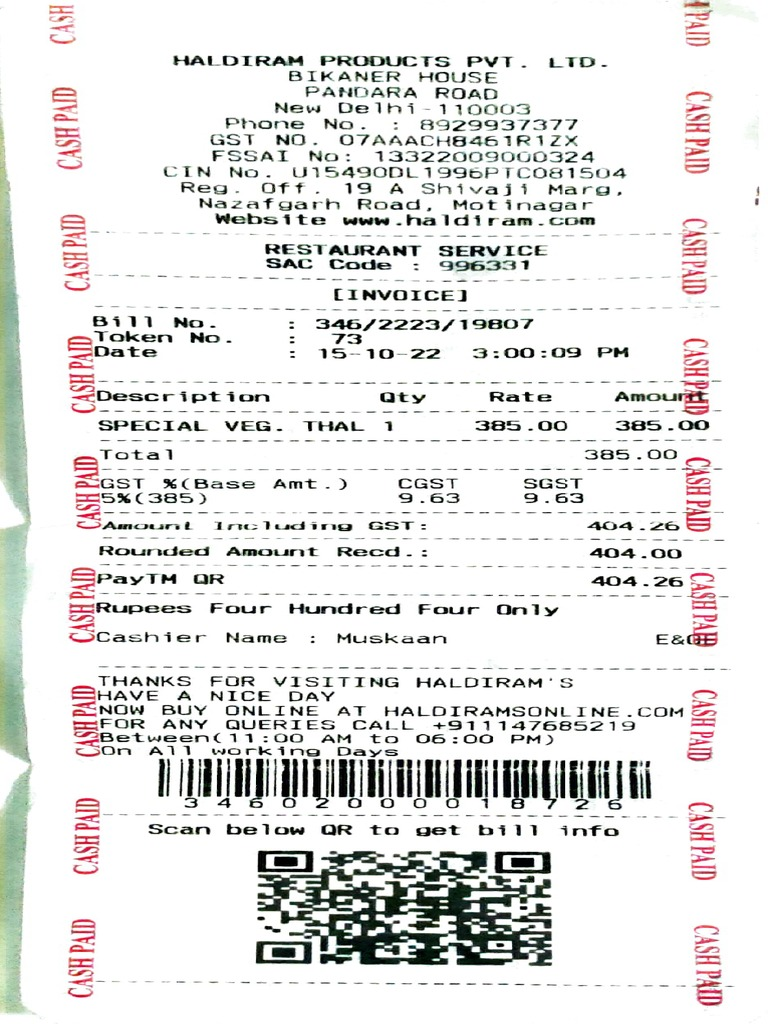 HALDIRAM PRODUCTS PVT. LTD.
BIKANER HOUSE
PANDARA ROAD
New Delhi-110003
Phone No. : 8929937377
GST NO. 07AAACH8461R1ZX
FSSAI No: 13322009000324
CIN No. U15490DL1996PTC081504
Reg. Off. 19 A Shivaji Marg,
Nazafgarh Road, Motinagar
Website www.haldiram.com
RESTAURANT SERVICE
SAC Code : 996331
[INVOICE]
Bill No. : 346/2223/19807
Token No. : 73
Date : 15-10-22 3:00:09 PM
Description Qty Rate Amount
SPECIAL VEG. THAL 1 385.00 385.00
Total 385.00
GST %(Base Amt.) CGST SGST
5%(385) 9.63 9.63
Amount Including GST: 404.26
Rounded Amount Recd.: 404.00
PayTM QR 404.26
Rupees Four Hundred Four Only
Cashier Name : Muskaan E&OE
THANKS FOR VISITING HALDIRAM'S
HAVE A NICE DAY
NOW BUY ONLINE AT HALDIRAMSONLINE.COM
FOR ANY QUERIES CALL +911147685219
Between(11:00 AM to 06:00 PM)
On All working Days
34602000018726
Scan below QR to get bill info
CASH PAID
CASH PAID
CASH PAID
CASH PAID
CASH PAID
CASH PAID
CASH PAID
CASH PAID
CASH PAID
PAID
CASH PAID
CASH PAID
CASH PAID
CASH PAID
CASH PAID
CASH PAID
CASH PAID
CASH PAID